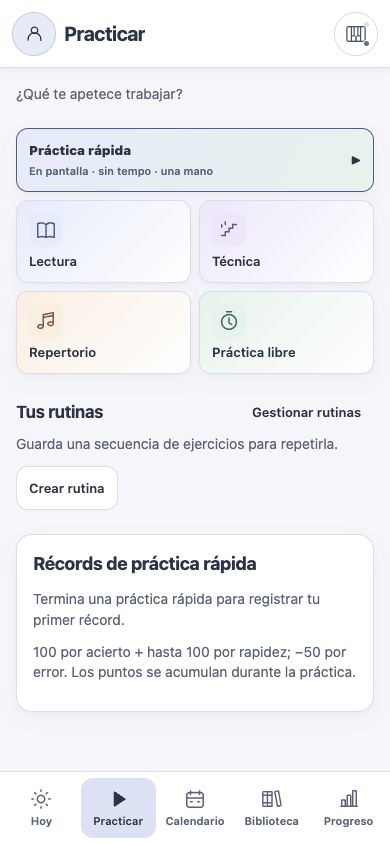 Practicar
¿Qué te apetece trabajar?
Práctica rápida
En pantalla · sin tempo · una mano
Lectura
Técnica
Repertorio
Práctica libre
Tus rutinas
Gestionar rutinas
Guarda una secuencia de ejercicios para repetirla.
Crear rutina
Récords de práctica rápida
Termina una práctica rápida para registrar tu
primer récord.
100 por acierto + hasta 100 por rapidez; −50 por
error. Los puntos se acumulan durante la práctica.
Hoy
Practicar
Calendario
Biblioteca
Progreso